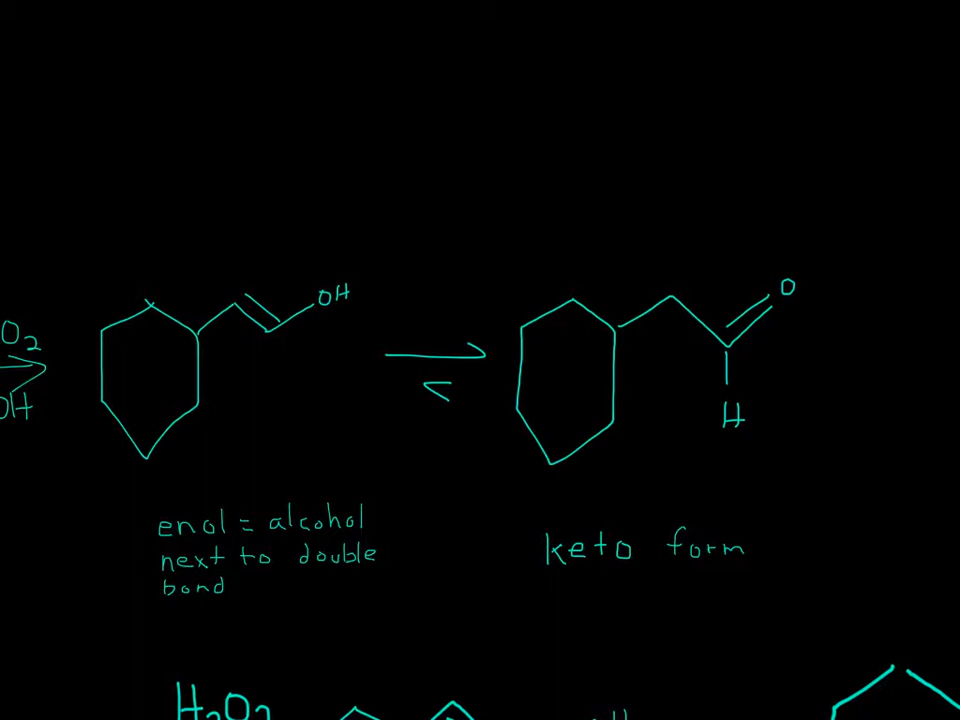 OH
O
O₂
OH
H
enol = alcohol
next to double
bond
keto form
H₂O₂